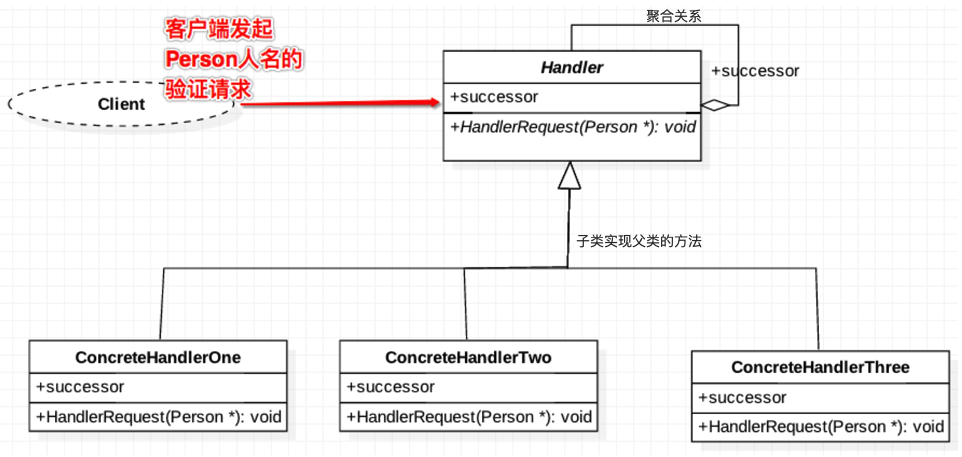 聚合关系
客户端发起
Person人名的
验证请求
Client
Handler
+successor
+successor
+HandlerRequest(Person *): void
子类实现父类的方法
ConcreteHandlerOne
+successor
+HandlerRequest(Person *): void
ConcreteHandlerTwo
+successor
+HandlerRequest(Person *): void
ConcreteHandlerThree
+successor
+HandlerRequest(Person *): void